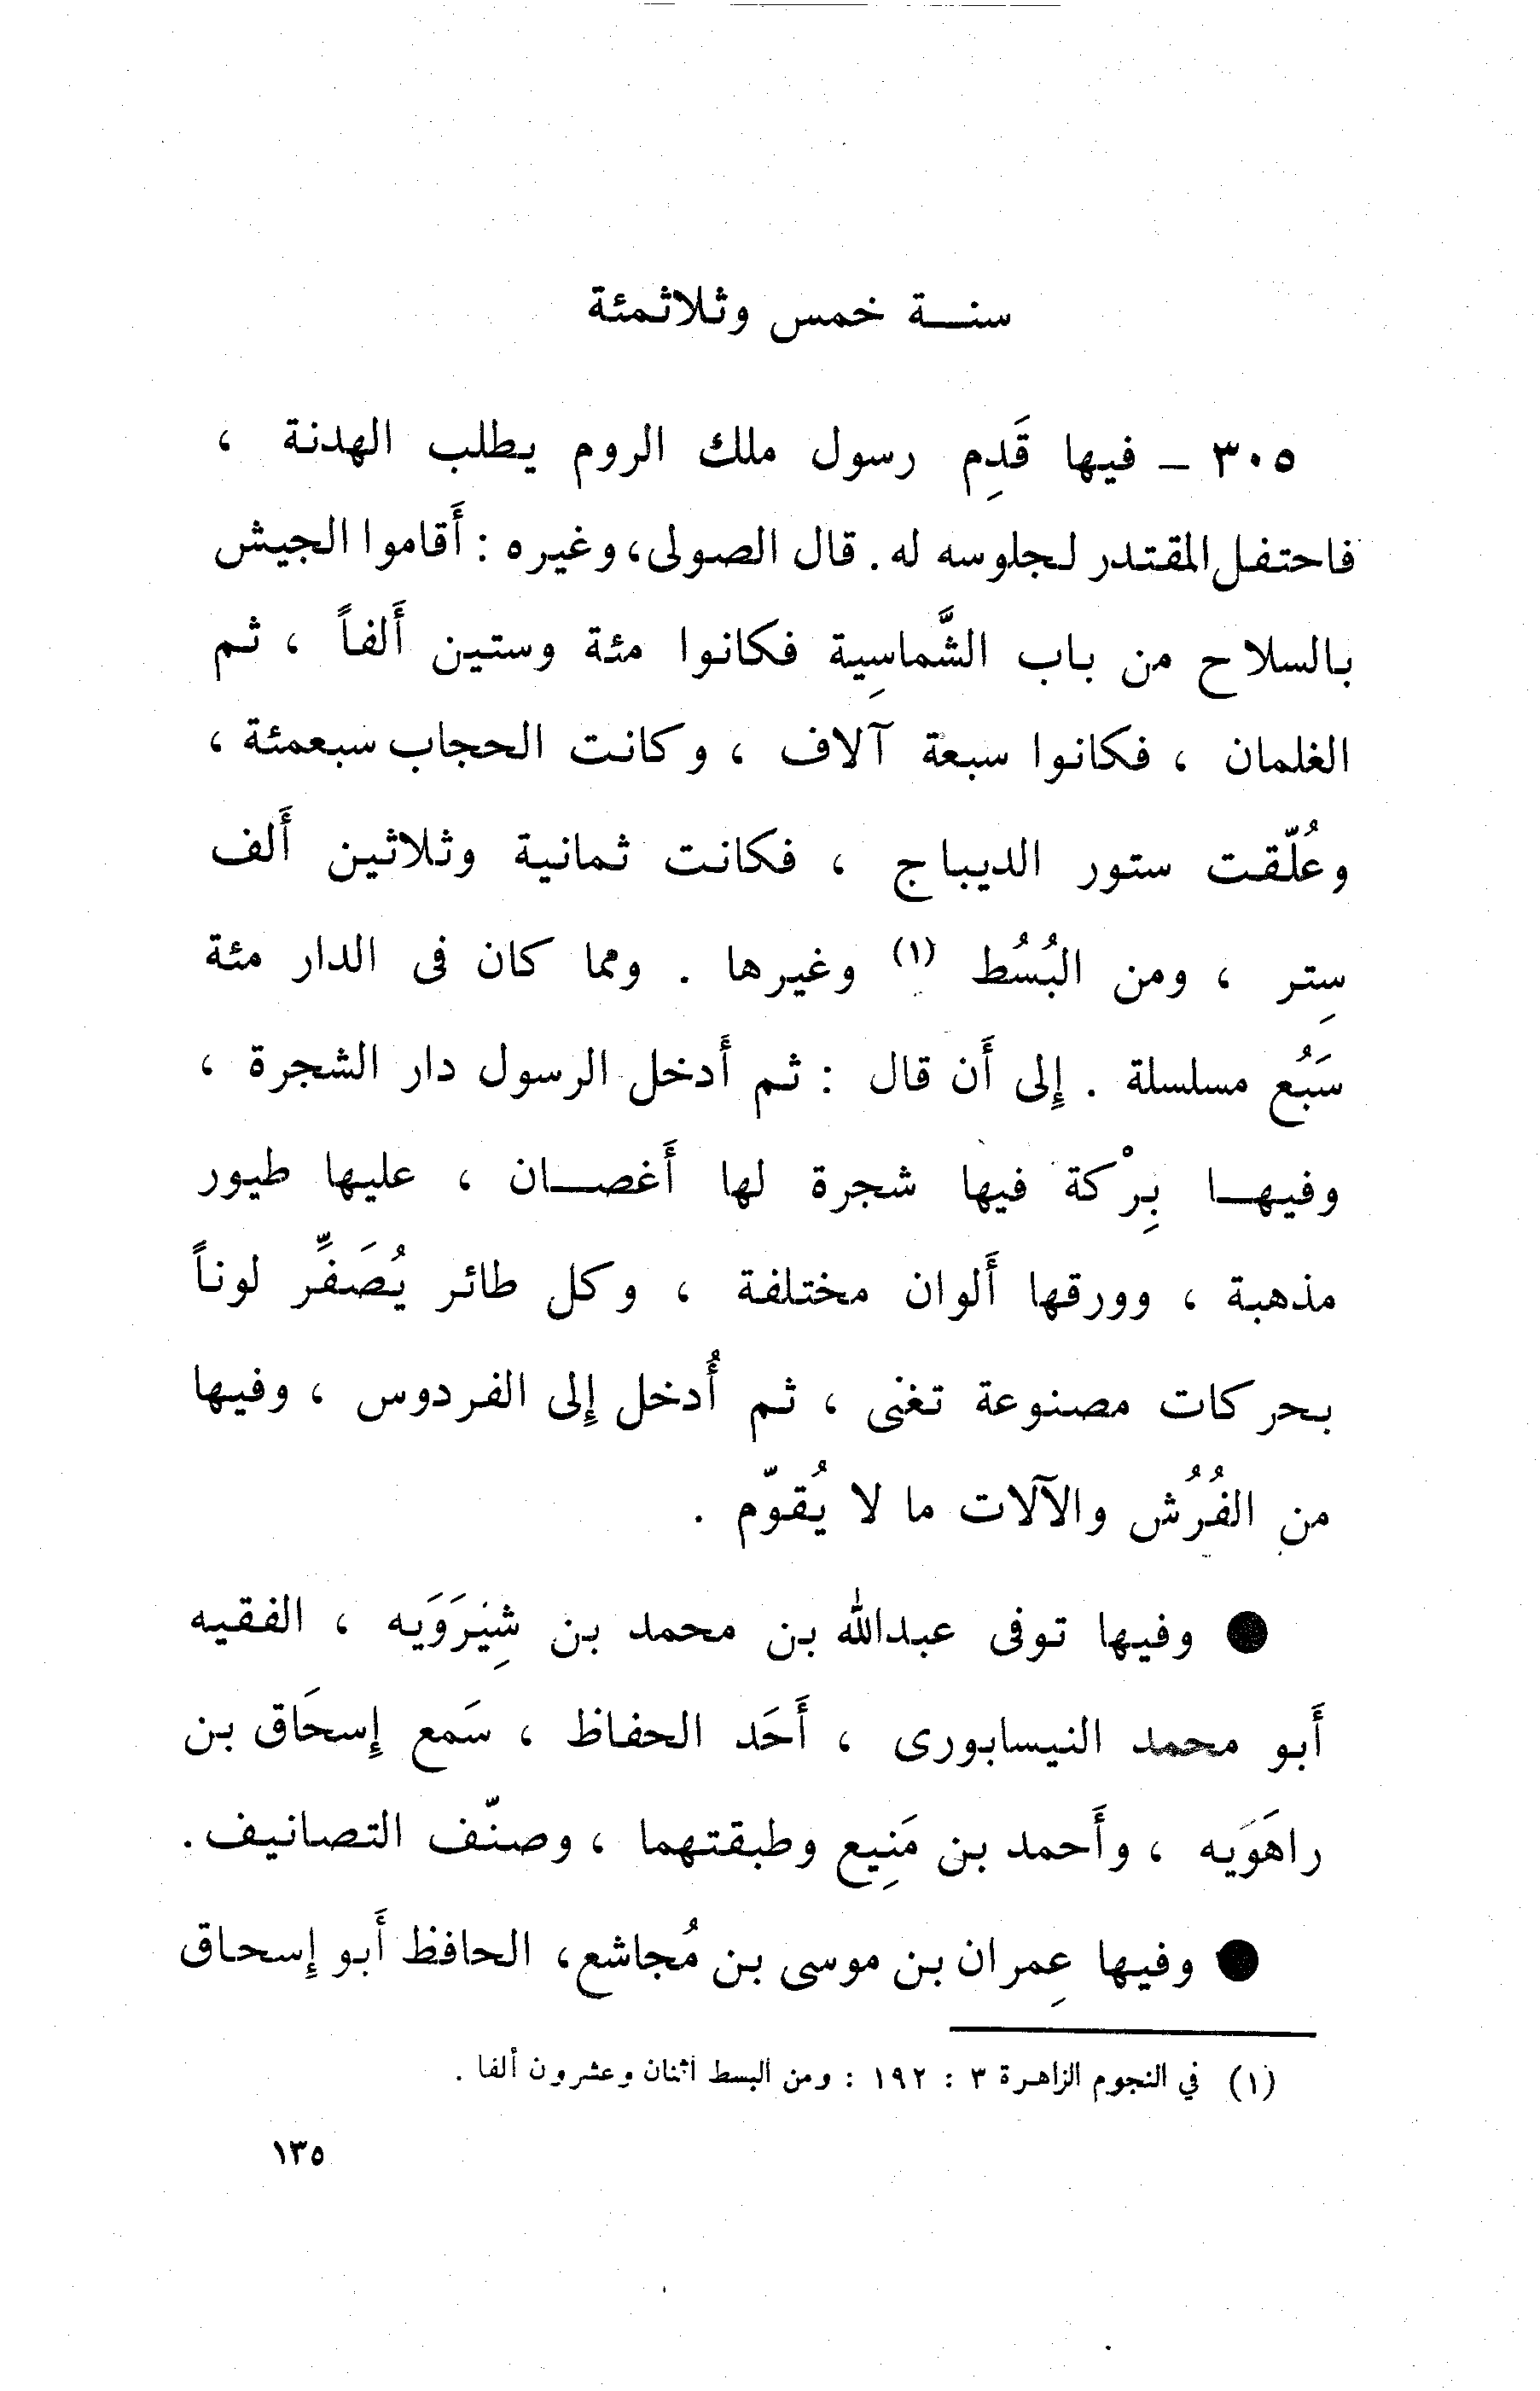 سنة خمس وثلاثمئة
٣٠٥ - فيها قَدِم رسول ملك الروم يطلب الهدنة ،
فاحتفل المقتدر لجلوسه له . قال الصولى، وغيره : أَقاموا الجيش
بالسلاح من باب الشَّماسِية فكانوا مئة وستين أَلفاً ، ثم
الغلمان ، فكانوا سبعة آلاف ، وكانت الحجاب سبعمئة ،
وعُلّقت ستور الديباج ، فكانت ثمانية وثلاثين أَلف
سِتر ، ومن البُسُط (١) وغيرها . ومما كان فى الدار مئة
سَبُع مسلسلة . إِلى أَن قال : ثم أَدخل الرسول دار الشجرة ،
وفيها بِرْكة فيها شجرة لها أَغصان ، عليها طيور
مذهبة ، وورقها أَلوان مختلفة ، وكل طائر يُصَفِّر لوناً
بحركات مصنوعة تغنى ، ثم أُدخل إِلى الفردوس ، وفيها
من الفُرُش والآلات ما لا يُقوّم .
● وفيها توفى عبدالله بن محمد بن شِيَرَوَيه ، الفقيه
أَبو محمد النيسابورى ، أَحَد الحفاظ ، سَمع إِسحَاق بن
راهَوَيه ، وأَحمد بن مَنِيع وطبقتهما ، وصنّف التصانيف .
● وفيها عِمران بن موسى بن مُجاشع، الحافظ أَبو إِسحاق
(١) في النجوم الزاهرة ٣ : ١٩٢ : ومن البسط اثنان وعشرون ألفا .
١٣٥